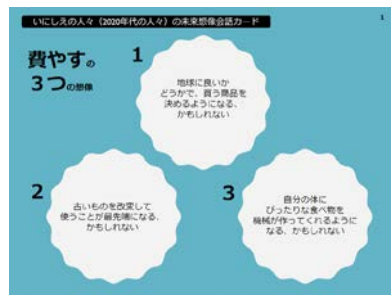 いにしえの人々（2020年代の人々）の未来想像会話カード
1
費やすの
3つの想像
1
地球に良いか
どうかで、買う商品を
決めるようになる、
かもしれない
2
古いものを改変して
使うことが最先端になる、
かもしれない
3
自分の体に
ぴったりな食べ物を
機械が作ってくれるように
なる、かもしれない